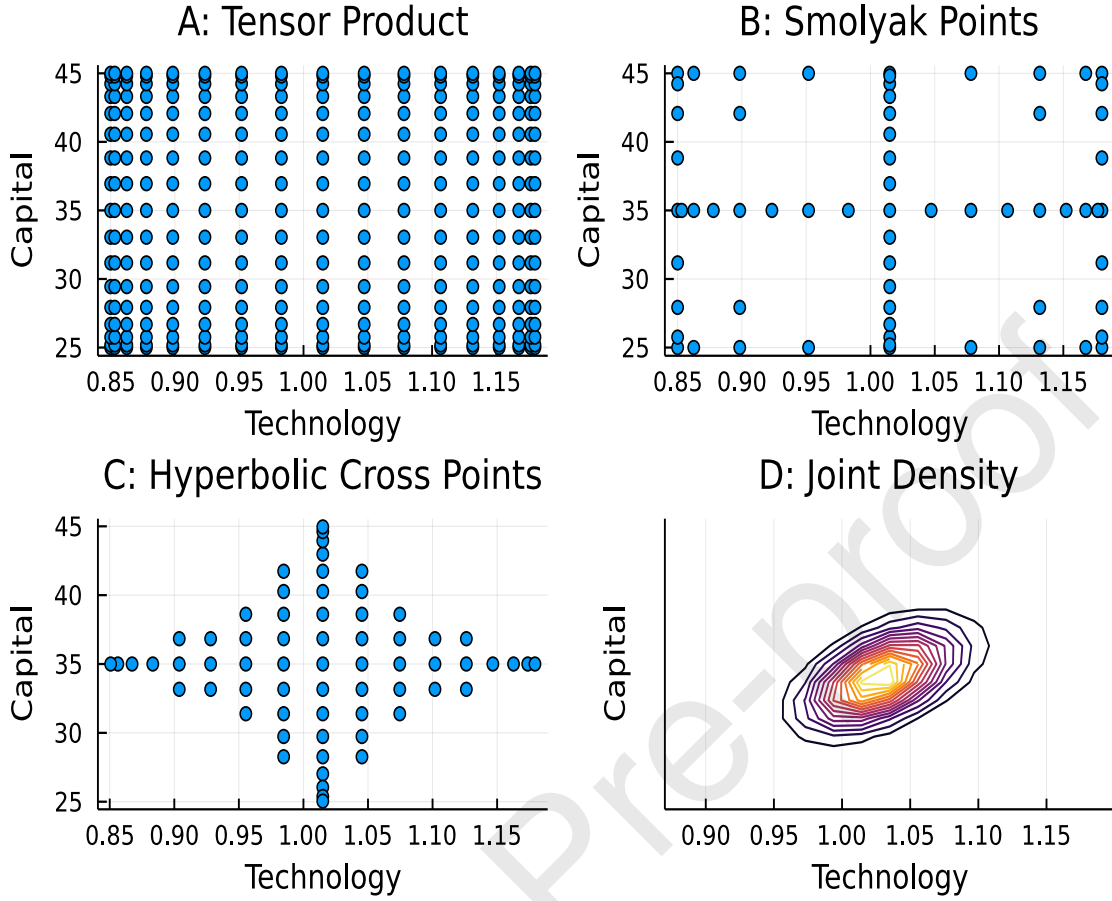 A: Tensor Product
45
40
35
30
25
Capital
0.85 0.90 0.95 1.00 1.05 1.10 1.15
Technology
B: Smolyak Points
45
40
35
30
25
Capital
0.85 0.90 0.95 1.00 1.05 1.10 1.15
Technology
C: Hyperbolic Cross Points
45
40
35
30
25
Capital
0.85 0.90 0.95 1.00 1.05 1.10 1.15
Technology
D: Joint Density
Capital
0.90 0.95 1.00 1.05 1.10 1.15
Technology
Pre-proof